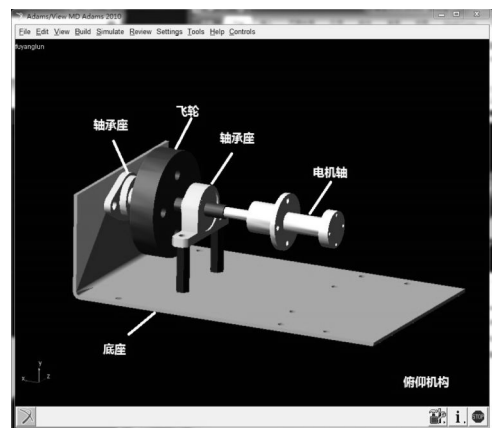 Adams/View MD Adams 2010
File Edit View Build Simulate Review Settings Tools Help Controls
fuyanglun
飞轮
轴承座
轴承座
电机轴
底座
俯仰机构
y
x
z
i
STOP